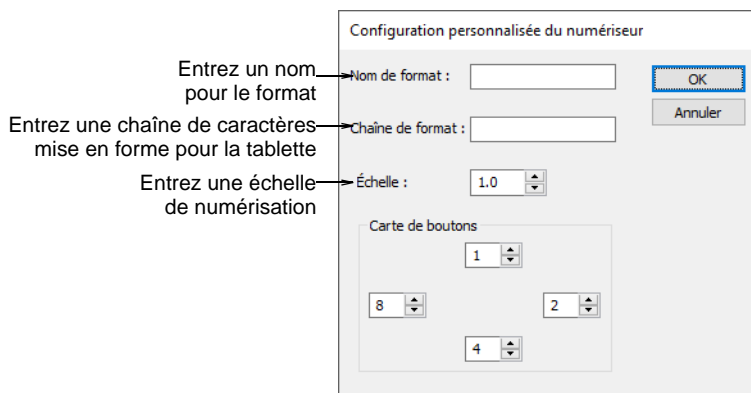 Configuration personnalisée du numériseur
Entrez un nom
pour le format
Nom de format :
OK
Annuler
Entrez une chaîne de caractères
mise en forme pour la tablette
Chaîne de format :
Entrez une échelle
de numérisation
Échelle :
1.0
Carte de boutons
1
8
2
4